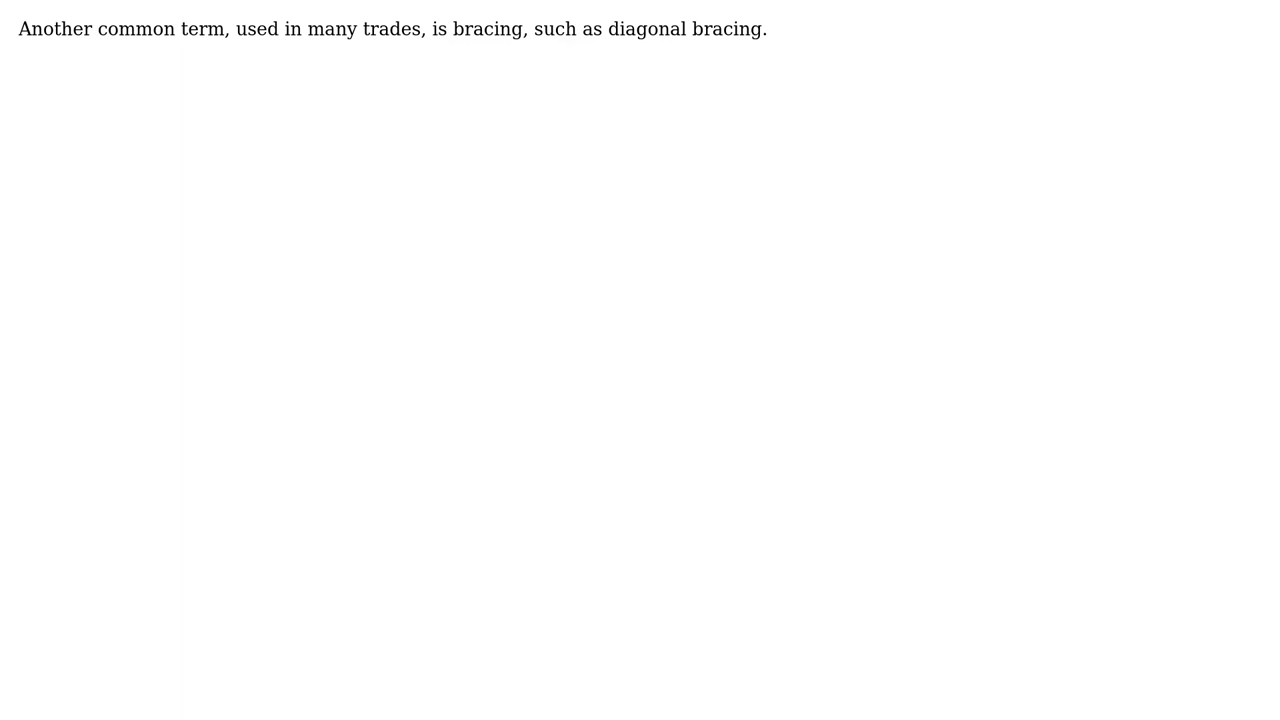 Another common term, used in many trades, is bracing, such as diagonal bracing.